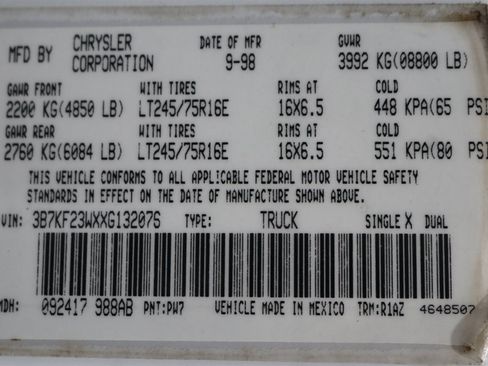 MFD BY CHRYSLER CORPORATION DATE OF MFR 9-98 GVWR 3992 KG(08800 LB)
GAWR FRONT WITH TIRES RIMS AT COLD
2200 KG(4850 LB) LT245/75R16E 16X6.5 448 KPA(65 PSI
GAWR REAR WITH TIRES RIMS AT COLD
2760 KG(6084 LB) LT245/75R16E 16X6.5 551 KPA(80 PSI
THIS VEHICLE CONFORMS TO ALL APPLICABLE FEDERAL MOTOR VEHICLE SAFETY
STANDARDS IN EFFECT ON THE DATE OF MANUFACTURE SHOWN ABOVE.
VIN: 3B7KF23WXXG132076 TYPE: TRUCK SINGLE X DUAL
MDH: 092417 988AB PNT:PW7 VEHICLE MADE IN MEXICO TRM:R1AZ 4648507